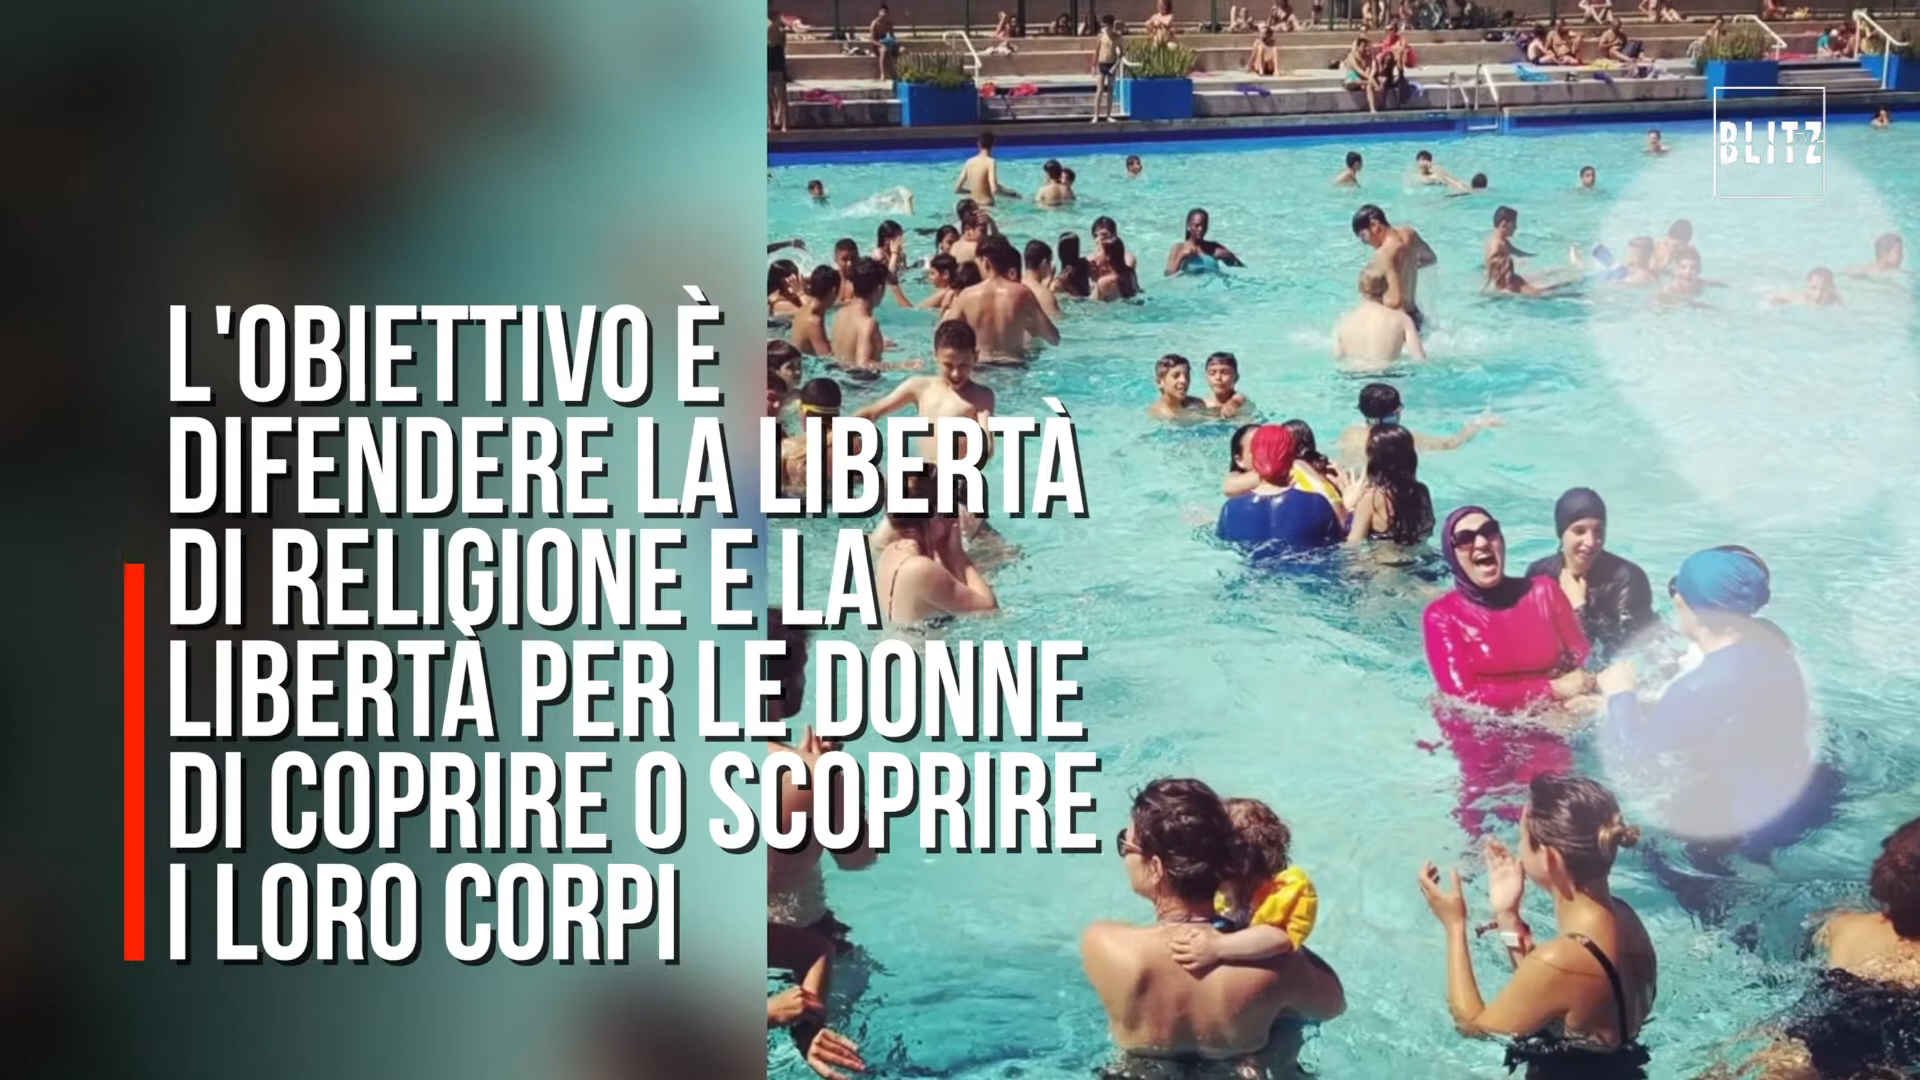 BLITZ
L'OBIETTIVO È
DIFENDERE LA LIBERTÀ
DI RELIGIONE E LA
LIBERTÀ PER LE DONNE
DI COPRIRE O SCOPRIRE
I LORO CORPI